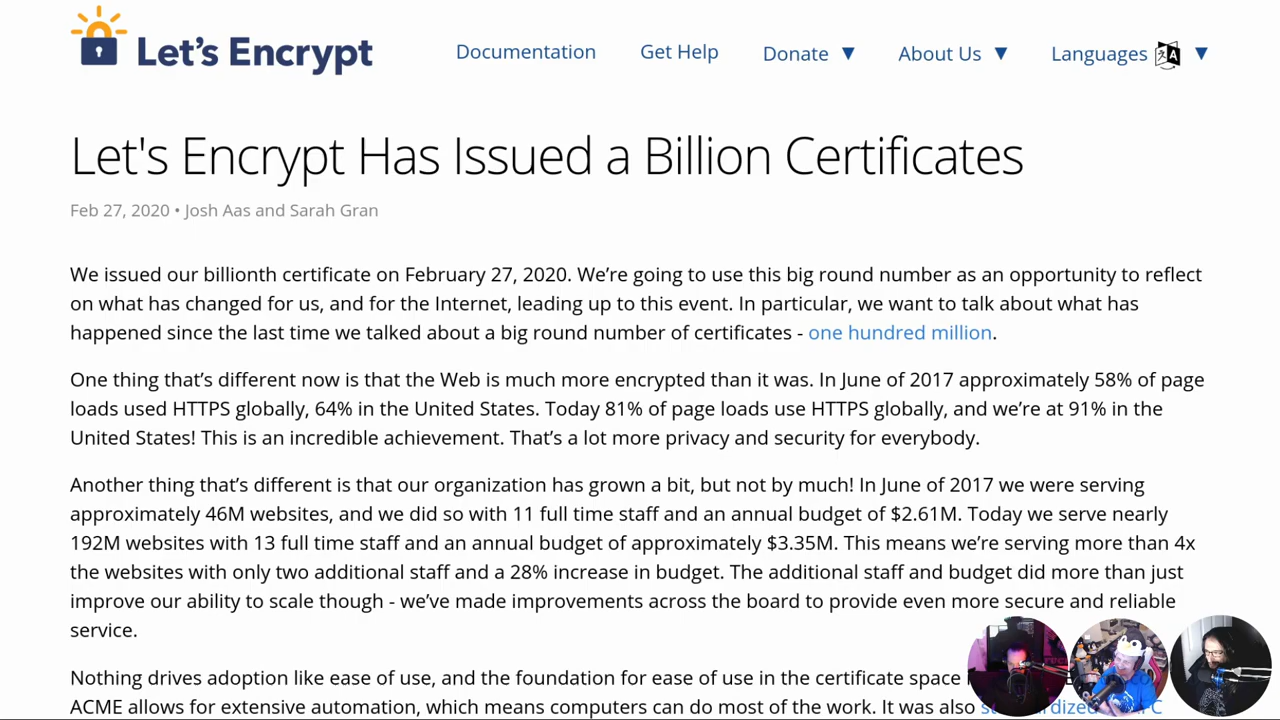 Let's Encrypt
Documentation
Get Help
Donate ▼
About Us ▼
Languages ▼
Let's Encrypt Has Issued a Billion Certificates
Feb 27, 2020 • Josh Aas and Sarah Gran
We issued our billionth certificate on February 27, 2020. We’re going to use this big round number as an opportunity to reflect
on what has changed for us, and for the Internet, leading up to this event. In particular, we want to talk about what has
happened since the last time we talked about a big round number of certificates - one hundred million.
One thing that’s different now is that the Web is much more encrypted than it was. In June of 2017 approximately 58% of page
loads used HTTPS globally, 64% in the United States. Today 81% of page loads use HTTPS globally, and we’re at 91% in the
United States! This is an incredible achievement. That’s a lot more privacy and security for everybody.
Another thing that’s different is that our organization has grown a bit, but not by much! In June of 2017 we were serving
approximately 46M websites, and we did so with 11 full time staff and an annual budget of $2.61M. Today we serve nearly
192M websites with 13 full time staff and an annual budget of approximately $3.35M. This means we’re serving more than 4x
the websites with only two additional staff and a 28% increase in budget. The additional staff and budget did more than just
improve our ability to scale though - we’ve made improvements across the board to provide even more secure and reliable
service.
Nothing drives adoption like ease of use, and the foundation for ease of use in the certificate space
ACME allows for extensive automation, which means computers can do most of the work. It was also